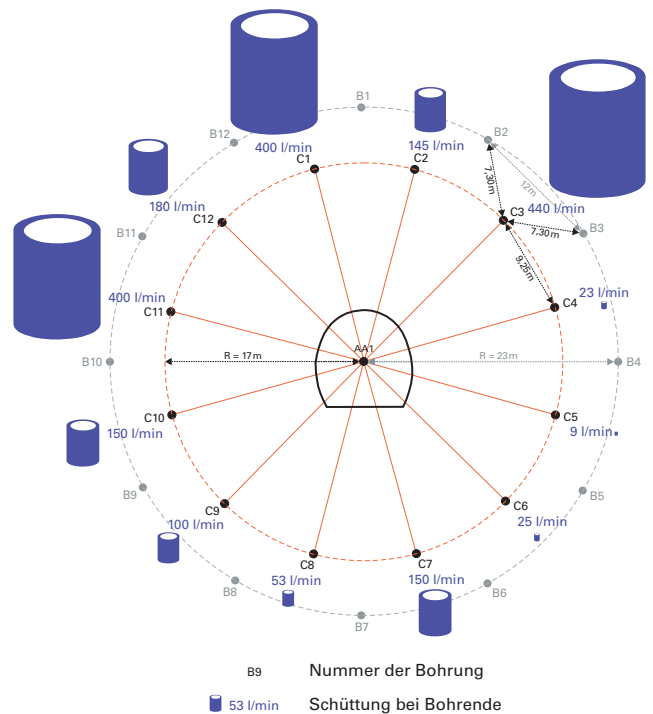 B1
B2
B12
400 l/min
145 l/min
C1
C2
7,30m
12m
180 l/min
C3
440 l/min
C12
B11
7,30m
B3
9,25m
400 l/min
23 l/min
C11
C4
AA1
B10
R = 17m
R = 23m
B4
C10
C5
150 l/min
9 l/min
B9
B5
C9
C6
100 l/min
25 l/min
C8
C7
53 l/min
150 l/min
B8
B6
B7
B9 Nummer der Bohrung
53 l/min Schüttung bei Bohrende